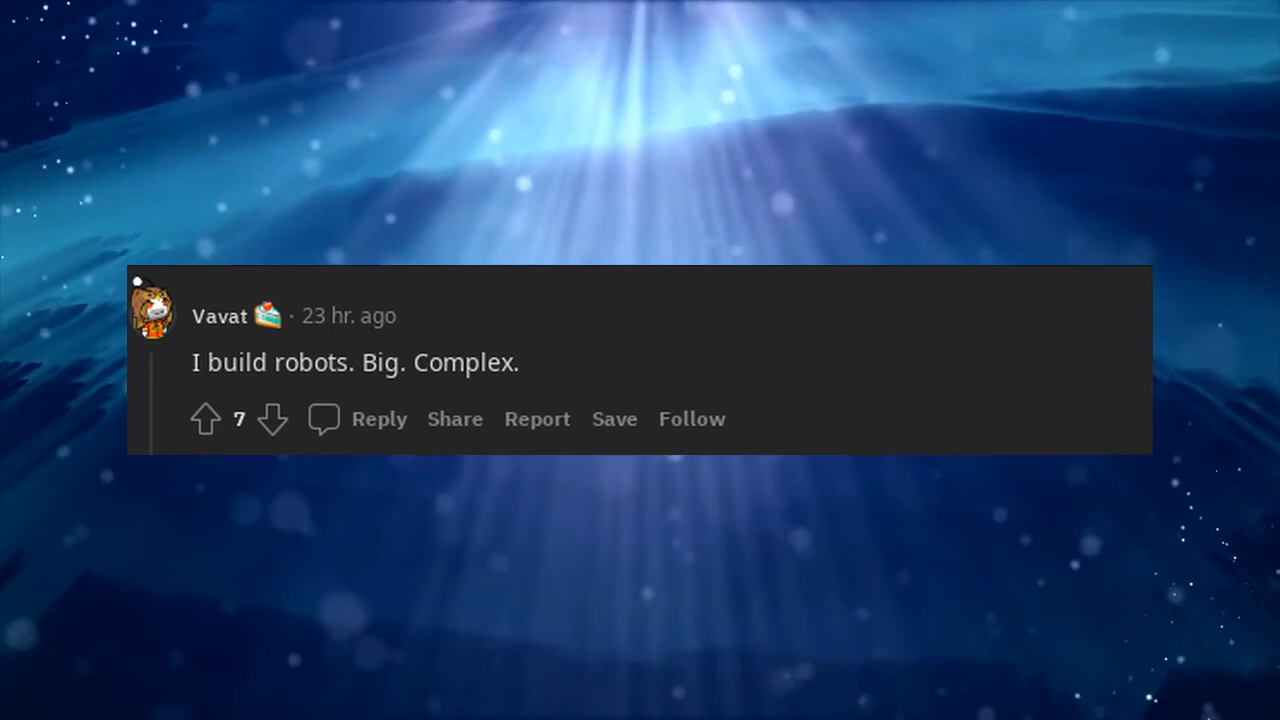 Vavat 🍰 · 23 hr. ago
I build robots. Big. Complex.
7 Reply Share Report Save Follow